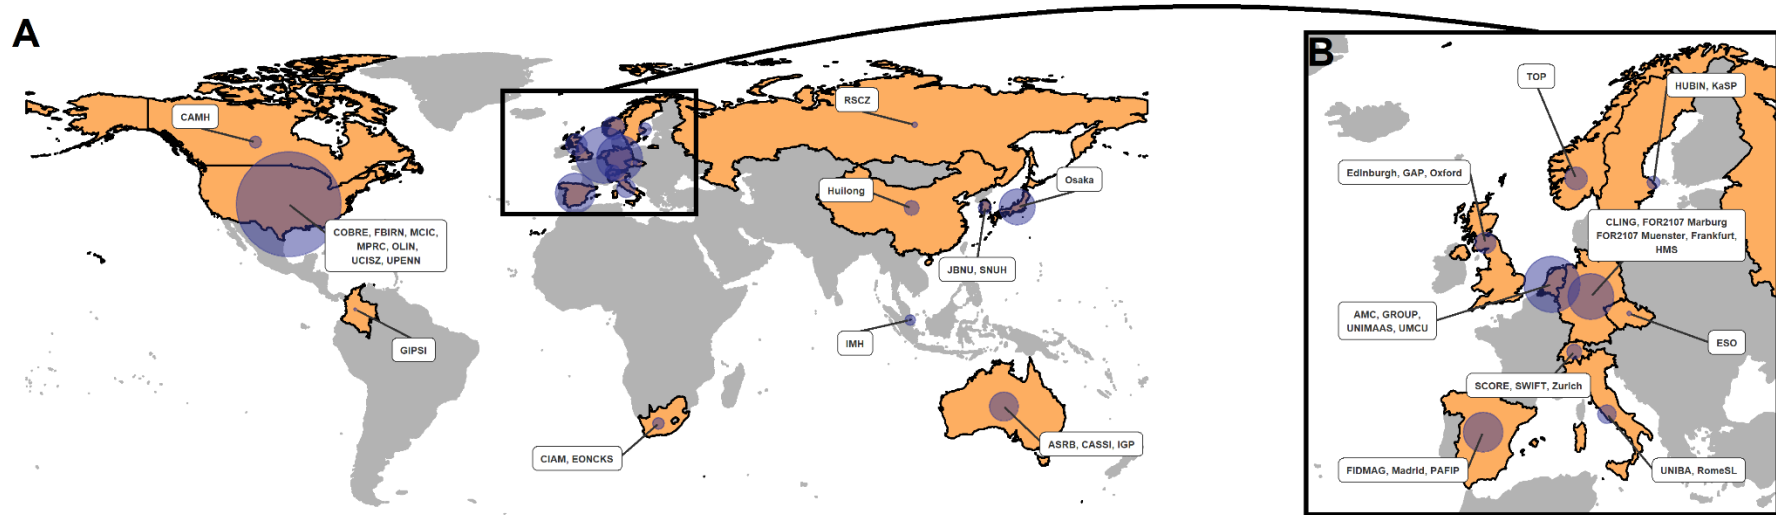 A
CAMH
COBRE, FBIRN, MCIC,
MPRC, OLIN,
UCISZ, UPENN
GIPSI
RSCZ
Huilong
Osaka
JBNU, SNUH
IMH
CIAM, EONCKS
ASRB, CASSI, IGP
B
TOP
HUBIN, KaSP
Edinburgh, GAP, Oxford
CLING, FOR2107 Marburg
FOR2107 Muenster, Frankfurt,
HMS
AMC, GROUP,
UNIMAAS, UMCU
ESO
SCORE, SWIFT, Zurich
FIDMAG, Madrid, PAFIP
UNIBA, RomeSL